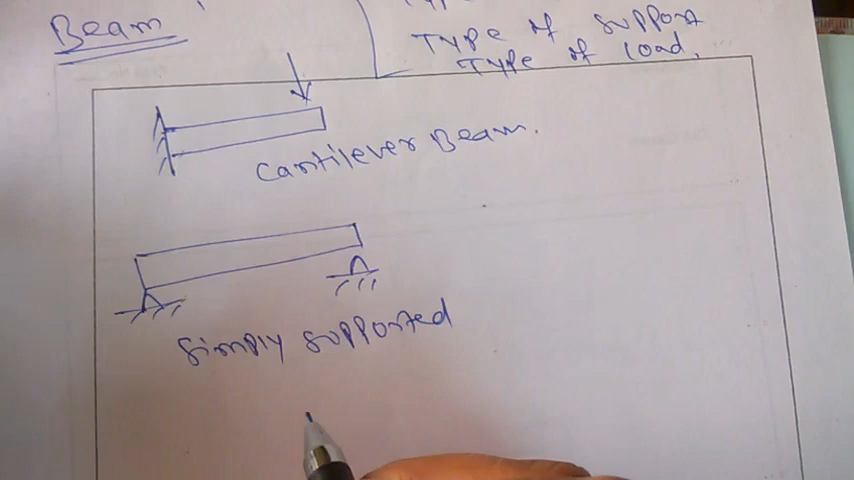 Beam
Type of support
Type of load,
Cantilever Beam.
Simply supported